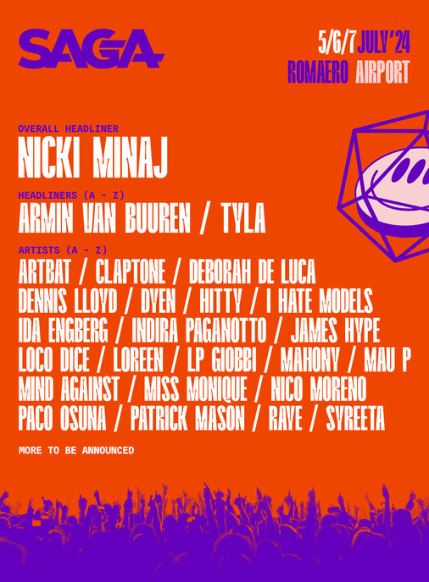 SAGA
5/6/7 JULY'24
ROMAERO AIRPORT
OVERALL HEADLINER
NICKI MINAJ
HEADLINERS (A - Z)
ARMIN VAN BUUREN / TYLA
ARTISTS (A - Z)
ARTBAT / CLAPTONE / DEBORAH DE LUCA
DENNIS LLOYD / DYEN / HITTY / I HATE MODELS
IDA ENGBERG / INDIRA PAGANOTTO / JAMES HYPE
LOCO DICE / LOREEN / LP GIOBBI / MAHONY / MAU P
MIND AGAINST / MISS MONIQUE / NICO MORENO
PACO OSUNA / PATRICK MASON / RAYE / SYREETA
MORE TO BE ANNOUNCED